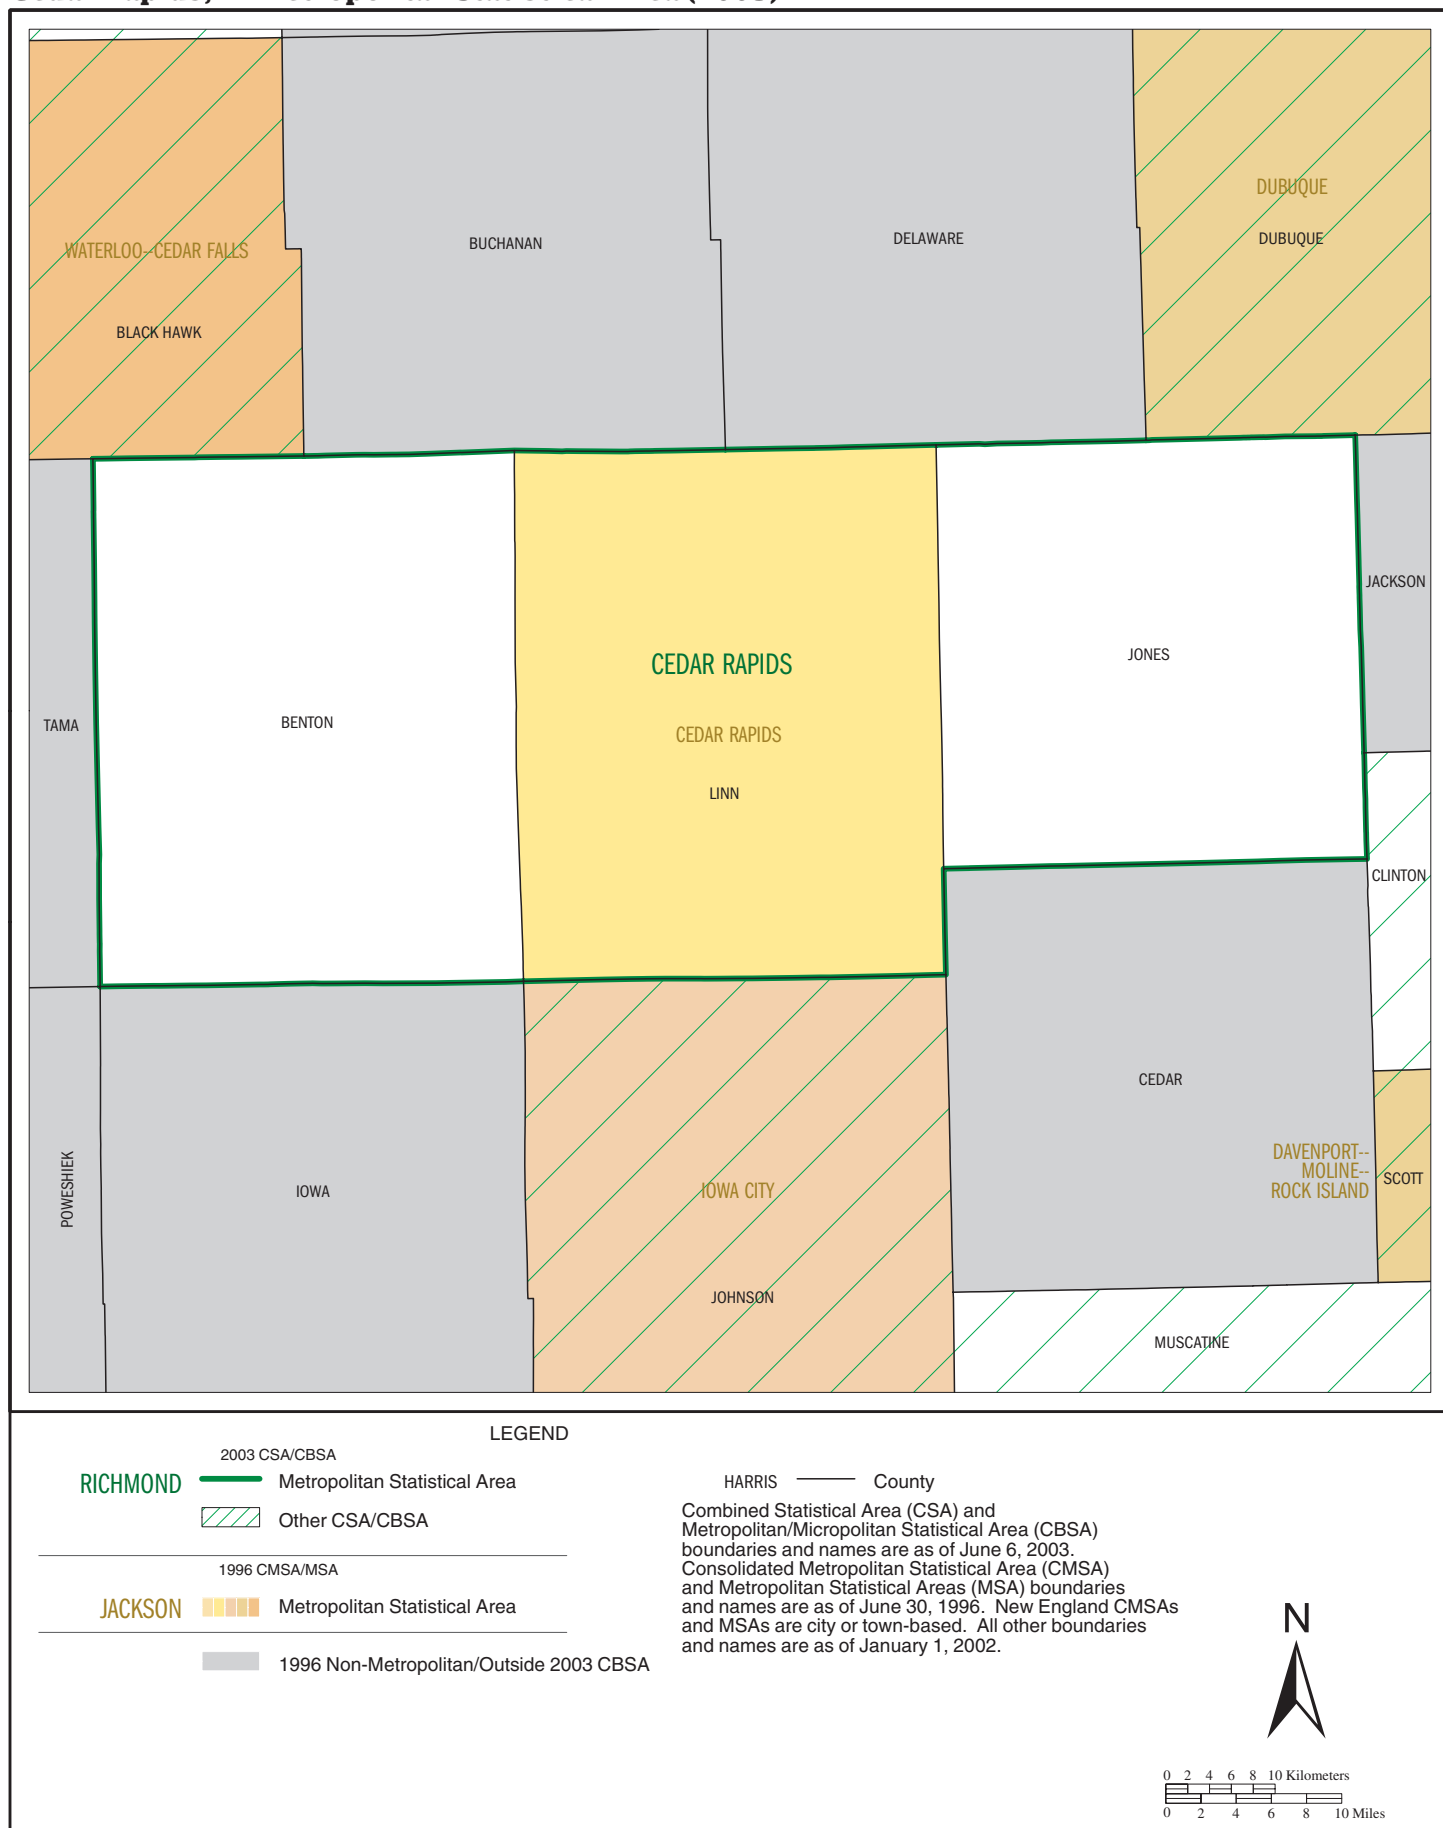 WATERLOO--CEDAR FALLS
BLACK HAWK
BUCHANAN
DELAWARE
DUBUQUE
DUBUQUE
TAMA
BENTON
CEDAR RAPIDS
CEDAR RAPIDS
LINN
JONES
JACKSON
CLINTON
POWESHIEK
IOWA
IOWA CITY
JOHNSON
CEDAR
DAVENPORT--
MOLINE--
ROCK ISLAND
SCOTT
MUSCATINE
LEGEND
2003 CSA/CBSA
RICHMOND Metropolitan Statistical Area
Other CSA/CBSA
1996 CMSA/MSA
JACKSON Metropolitan Statistical Area
1996 Non-Metropolitan/Outside 2003 CBSA
HARRIS County
Combined Statistical Area (CSA) and
Metropolitan/Micropolitan Statistical Area (CBSA)
boundaries and names are as of June 6, 2003.
Consolidated Metropolitan Statistical Area (CMSA)
and Metropolitan Statistical Areas (MSA) boundaries
and names are as of June 30, 1996. New England CMSAs
and MSAs are city or town-based. All other boundaries
and names are as of January 1, 2002.
N
0 2 4 6 8 10 Kilometers
0 2 4 6 8 10 Miles